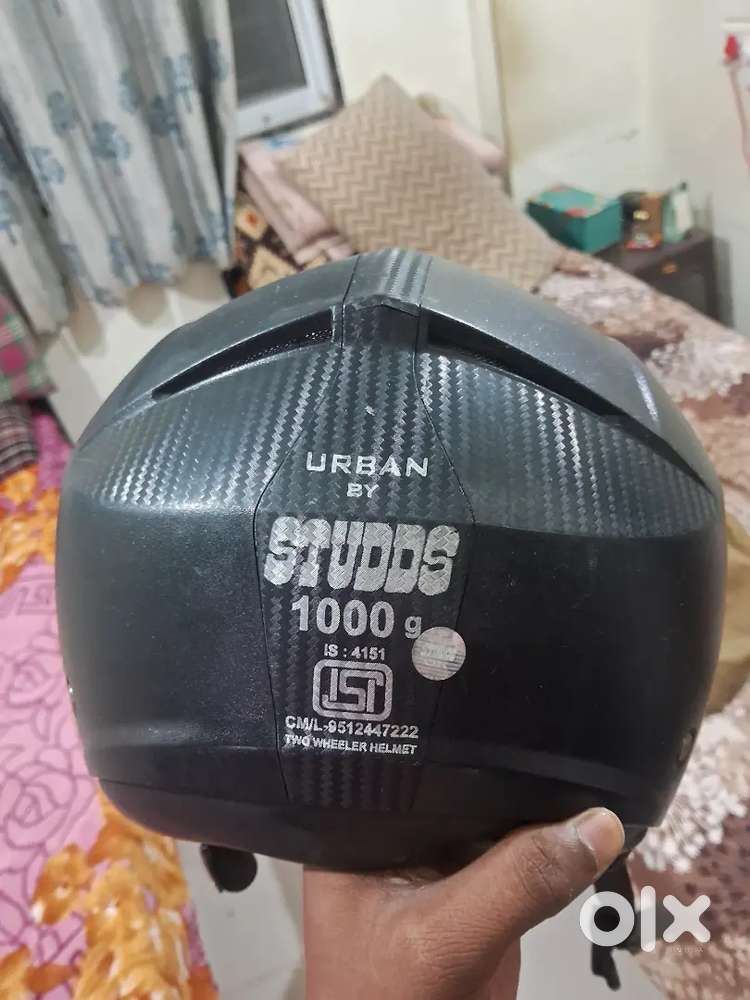 URBAN
BY
STUDDS
1000 g
IS : 4151
ISI
CM/L-9512447222
TWO WHEELER HELMET
olx